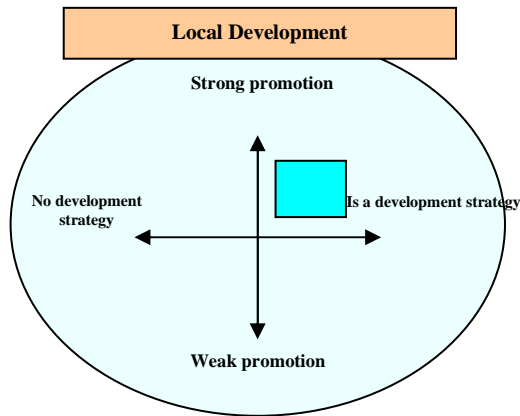 Local Development
Strong promotion
No development
strategy
Is a development strategy
Weak promotion